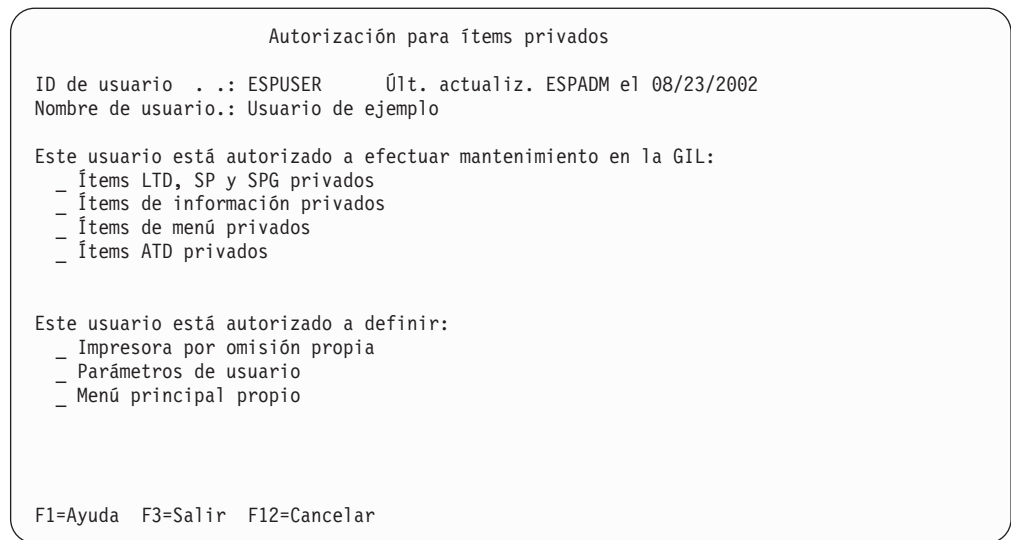 Autorización para ítems privados
ID de usuario . .: ESPUSER Últ. actualiz. ESPADM el 08/23/2002
Nombre de usuario.: Usuario de ejemplo
Este usuario está autorizado a efectuar mantenimiento en la GIL:
_ Ítems LTD, SP y SPG privados
_ Ítems de información privados
_ Ítems de menú privados
_ Ítems ATD privados
Este usuario está autorizado a definir:
_ Impresora por omisión propia
_ Parámetros de usuario
_ Menú principal propio
F1=Ayuda F3=Salir F12=Cancelar